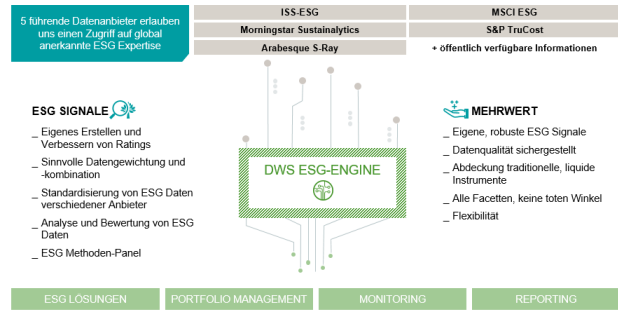 5 führende Datenanbieter erlauben
uns einen Zugriff auf global
anerkannte ESG Expertise
ISS-ESG
MSCI ESG
Morningstar Sustainalytics
S&P TruCost
Arabesque S-Ray
+ öffentlich verfügbare Informationen
ESG SIGNALE
_ Eigenes Erstellen und
Verbessern von Ratings
_ Sinnvolle Datengewichtung und
-kombination
_ Standardisierung von ESG Daten
verschiedener Anbieter
_ Analyse und Bewertung von ESG
Daten
_ ESG Methoden-Panel
DWS ESG-ENGINE
MEHRWERT
_ Eigene, robuste ESG Signale
_ Datenqualität sichergestellt
_ Abdeckung traditionelle, liquide
Instrumente
_ Alle Facetten, keine toten Winkel
_ Flexibilität
ESG LÖSUNGEN
PORTFOLIO MANAGEMENT
MONITORING
REPORTING